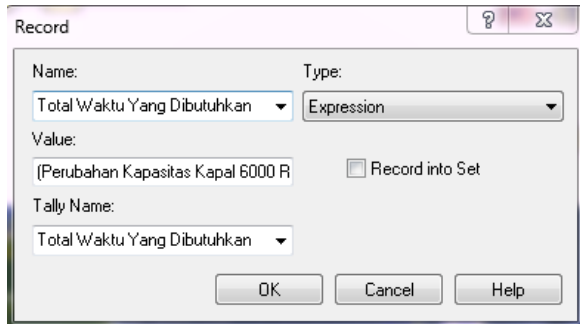 Record
Name: Type:
Total Waktu Yang Dibutuhkan Expression
Value:
(Perubahan Kapasitas Kapal 6000 R Record into Set
Tally Name:
Total Waktu Yang Dibutuhkan
OK Cancel Help